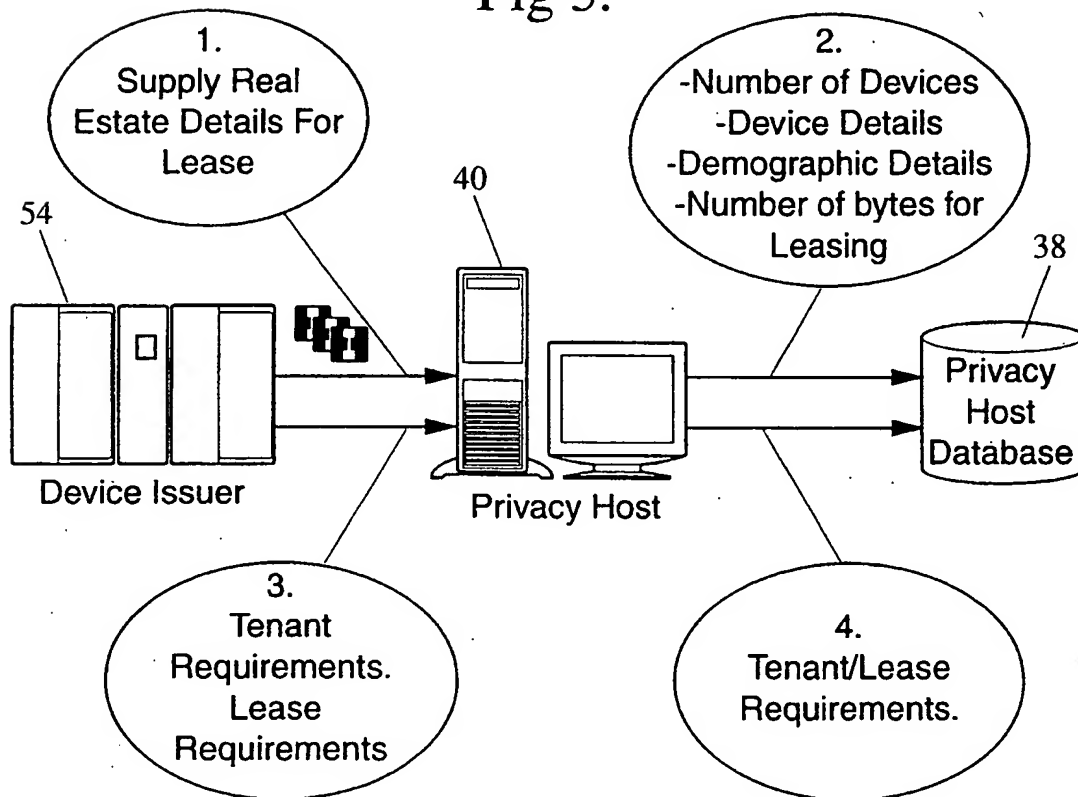 Fig 5.
1.
Supply Real
Estate Details For
Lease
2.
-Number of Devices
-Device Details
-Demographic Details
-Number of bytes for
Leasing
54
40
38
Device Issuer
Privacy Host
Privacy
Host
Database
3.
Tenant
Requirements.
Lease
Requirements
4.
Tenant/Lease
Requirements.